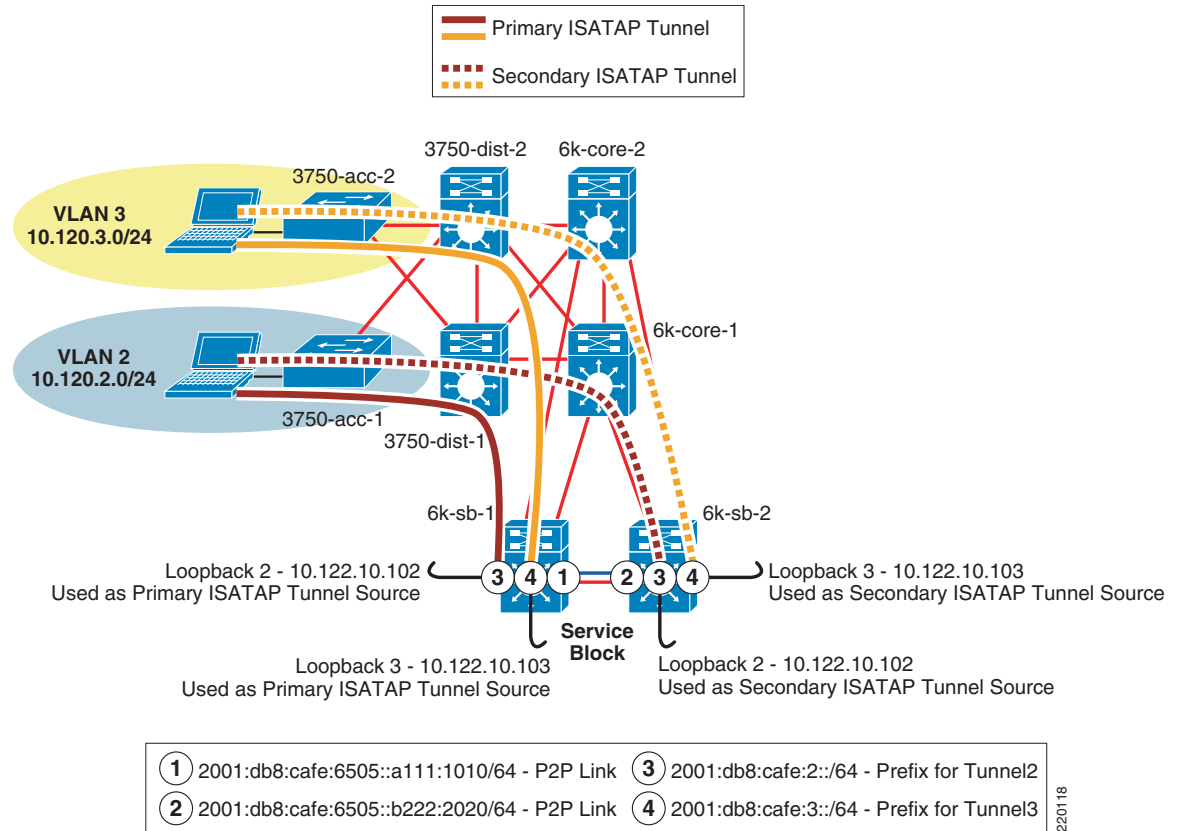 Primary ISATAP Tunnel
Secondary ISATAP Tunnel
3750-dist-2
6k-core-2
3750-acc-2
VLAN 3
10.120.3.0/24
6k-core-1
VLAN 2
10.120.2.0/24
3750-acc-1
3750-dist-1
6k-sb-1
6k-sb-2
Loopback 2 - 10.122.10.102
Used as Primary ISATAP Tunnel Source
3
4
1
2
3
4
Loopback 3 - 10.122.10.103
Used as Secondary ISATAP Tunnel Source
Service
Block
Loopback 3 - 10.122.10.103
Used as Primary ISATAP Tunnel Source
Loopback 2 - 10.122.10.102
Used as Secondary ISATAP Tunnel Source
1 2001:db8:cafe:6505::a111:1010/64 - P2P Link
3 2001:db8:cafe:2::/64 - Prefix for Tunnel2
2 2001:db8:cafe:6505::b222:2020/64 - P2P Link
4 2001:db8:cafe:3::/64 - Prefix for Tunnel3
220118